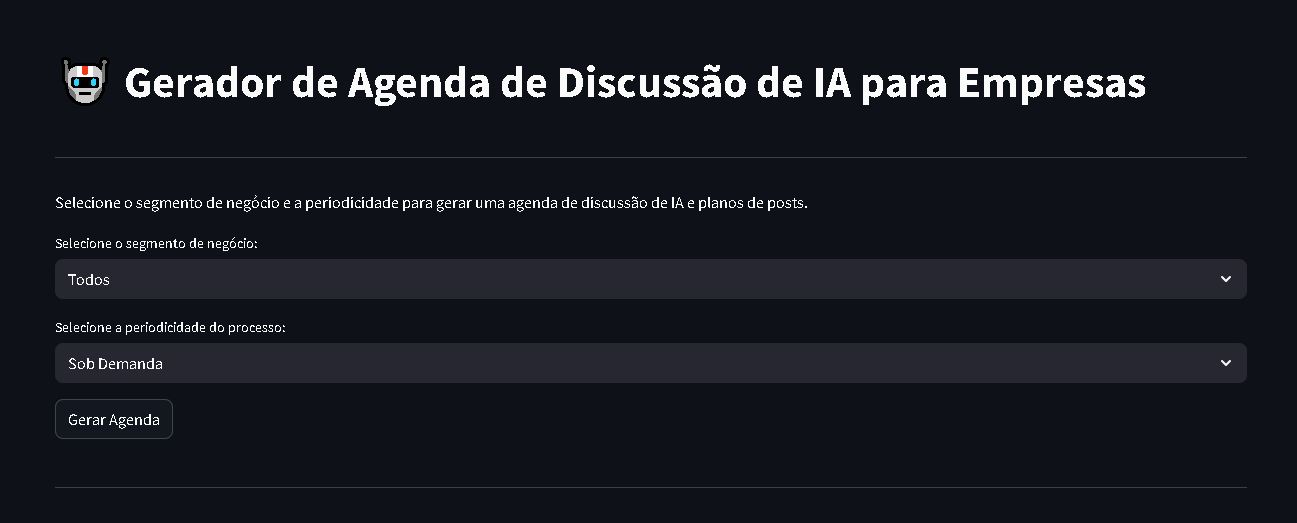 Gerador de Agenda de Discussão de IA para Empresas
Selecione o segmento de negócio e a periodicidade para gerar uma agenda de discussão de IA e planos de posts.
Selecione o segmento de negócio:
Todos
Selecione a periodicidade do processo:
Sob Demanda
Gerar Agenda